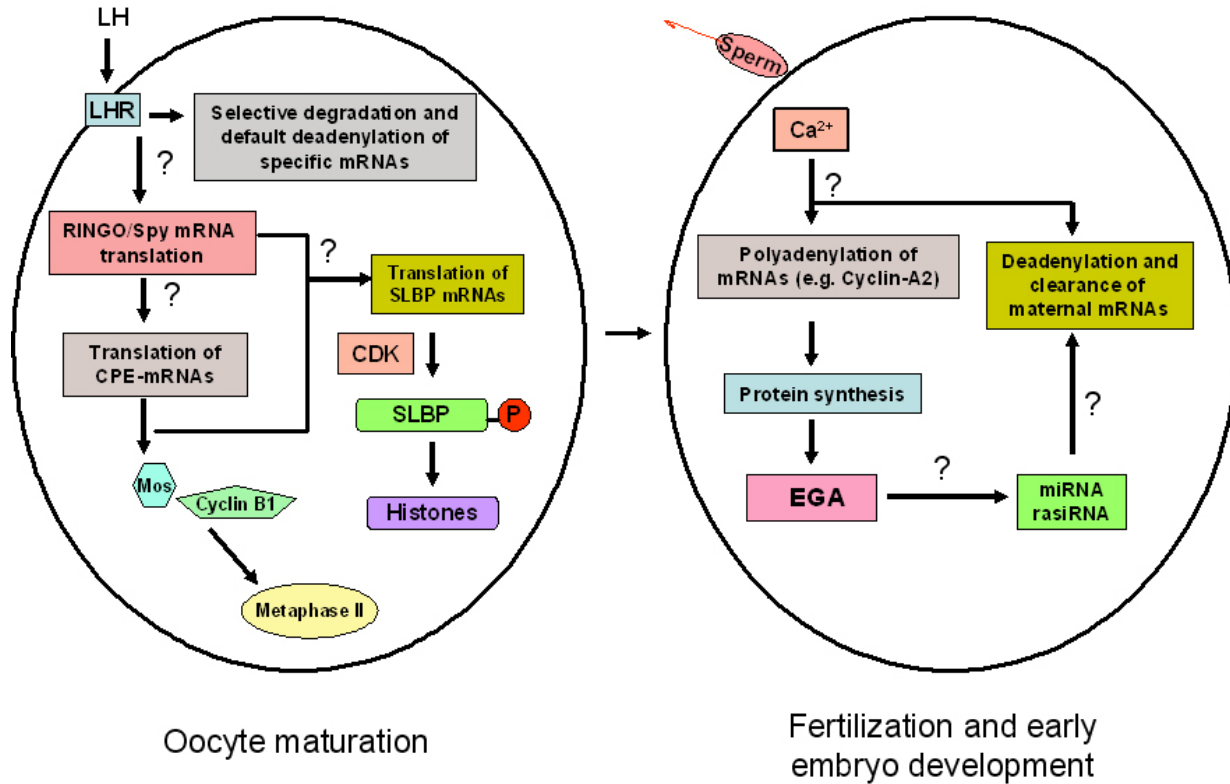 LH
LHR
Selective degradation and
default deadenylation of
specific mRNAs
?
RINGO/Spy mRNA
translation
?
?
Translation of
SLBP mRNAs
Translation of
CPE-mRNAs
CDK
SLBP
P
Mos
Cyclin B1
Histones
Metaphase II
Oocyte maturation
Sperm
Ca²⁺
?
Polyadenylation of
mRNAs (e.g. Cyclin-A2)
Deadenylation and
clearance of
maternal mRNAs
Protein synthesis
?
EGA
?
miRNA
rasiRNA
Fertilization and early
embryo development